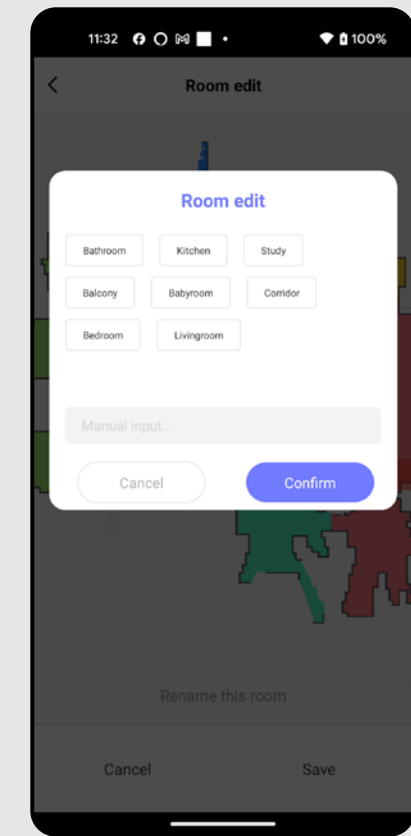 11:32 100%
Room edit
Room edit
Bathroom Kitchen Study
Balcony Babyroom Corridor
Bedroom Livingroom
Manual input...
Cancel Confirm
Rename this room
Cancel Save